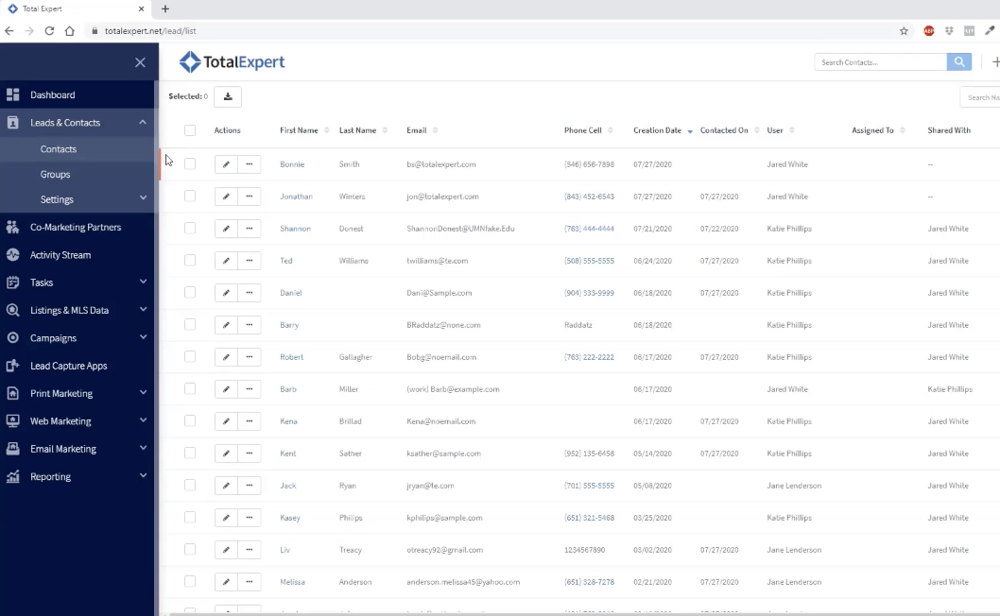 Total Expert
totalexpert.net/lead/list
ABP
TotalExpert
Search Contacts...
Dashboard
Leads & Contacts
Contacts
Groups
Settings
Co-Marketing Partners
Activity Stream
Tasks
Listings & MLS Data
Campaigns
Lead Capture Apps
Print Marketing
Web Marketing
Email Marketing
Reporting
Selected: 0
Search Na
Actions First Name Last Name Email Phone Cell Creation Date Contacted On User Assigned To Shared With
Bonnie Smith bs@totalexpert.com (546) 656-7898 07/27/2020 Jared White --
Jonathan Winters jon@totalexpert.com (843) 452-6543 07/27/2020 07/27/2020 Jared White --
Shannon Donest ShannonDonest@UMNfake.Edu (763) 444-4444 07/21/2020 07/22/2020 Katie Phillips Jared White
Ted Williams twilliams@te.com (508) 555-5555 06/24/2020 07/27/2020 Katie Phillips Jared White
Daniel Dani@Sample.com (904) 333-9999 06/18/2020 07/27/2020 Katie Phillips Jared White
Barry BRaddatz@none.com Raddatz 06/18/2020 Katie Phillips Jared White
Robert Gallagher Bobg@noemail.com (763) 222-2222 06/17/2020 07/27/2020 Katie Phillips Jared White
Barb Miller (work) Barb@example.com 06/17/2020 Jared White Katie Phillips
Kena Brillad Kena@noemail.com 06/17/2020 07/27/2020 Katie Phillips Jared White
Kent Sather ksather@sample.com (952) 135-6458 05/14/2020 07/27/2020 Katie Phillips Jared White
Jack Ryan jryan@te.com (701) 555-5555 05/08/2020 Jane Lenderson Jared White
Kasey Philips kphilips@sample.com (651) 321-5468 03/25/2020 Katie Phillips Jared White
Liv Treacy otreacy92@gmail.com 1234567890 03/02/2020 07/27/2020 Jane Lenderson Jared White
Melissa Anderson anderson.melissa45@yahoo.com (651) 328-7278 02/21/2020 07/27/2020 Jane Lenderson Jared White